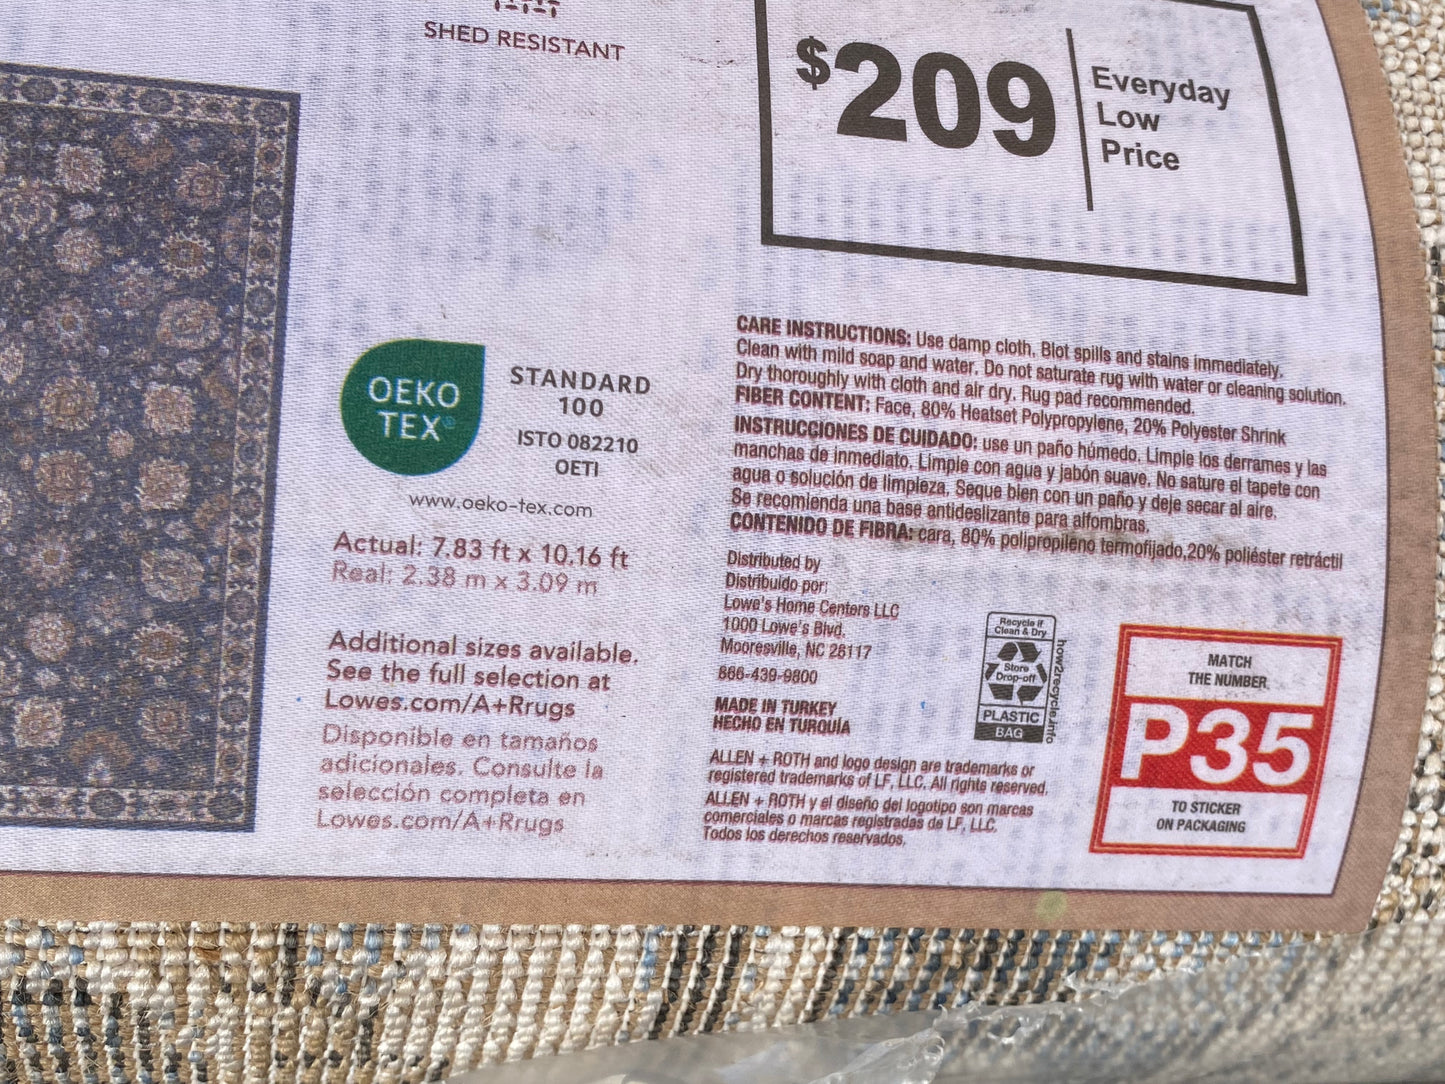 SHED RESISTANT
$209
Everyday
Low
Price
OEKO
TEX®
STANDARD
100
ISTO 082210
OETI
www.oeko-tex.com
Actual: 7.83 ft x 10.16 ft
Real: 2.38 m x 3.09 m
Additional sizes available.
See the full selection at
Lowes.com/A+Rrugs
Disponible en tamaños
adicionales. Consulte la
selección completa en
Lowes.com/A+Rrugs
CARE INSTRUCTIONS: Use damp cloth. Blot spills and stains immediately.
Clean with mild soap and water. Do not saturate rug with water or cleaning solution.
Dry thoroughly with cloth and air dry. Rug pad recommended.
FIBER CONTENT: Face, 80% Heatset Polypropylene, 20% Polyester Shrink
INSTRUCCIONES DE CUIDADO: use un paño húmedo. Limpie los derrames y las
manchas de inmediato. Limpie con agua y jabón suave. No sature el tapete con
agua o solución de limpieza. Seque bien con un paño y deje secar al aire.
Se recomienda una base antideslizante para alfombras.
CONTENIDO DE FIBRA: cara, 80% polipropileno termofijado,20% poliéster retráctil
Distributed by
Distribuido por:
Lowe's Home Centers LLC
1000 Lowe's Blvd.
Mooresville, NC 28117
866-439-9800
MADE IN TURKEY
HECHO EN TURQUÍA
ALLEN + ROTH and logo design are trademarks or
registered trademarks of LF, LLC. All rights reserved.
ALLEN + ROTH y el diseño del logotipo son marcas
comerciales o marcas registradas de LF, LLC.
Todos los derechos reservados.
Recycle if
Clean & Dry
Store
Drop-off
PLASTIC
BAG
how2recycle.info
MATCH
THE NUMBER
P35
TO STICKER
ON PACKAGING